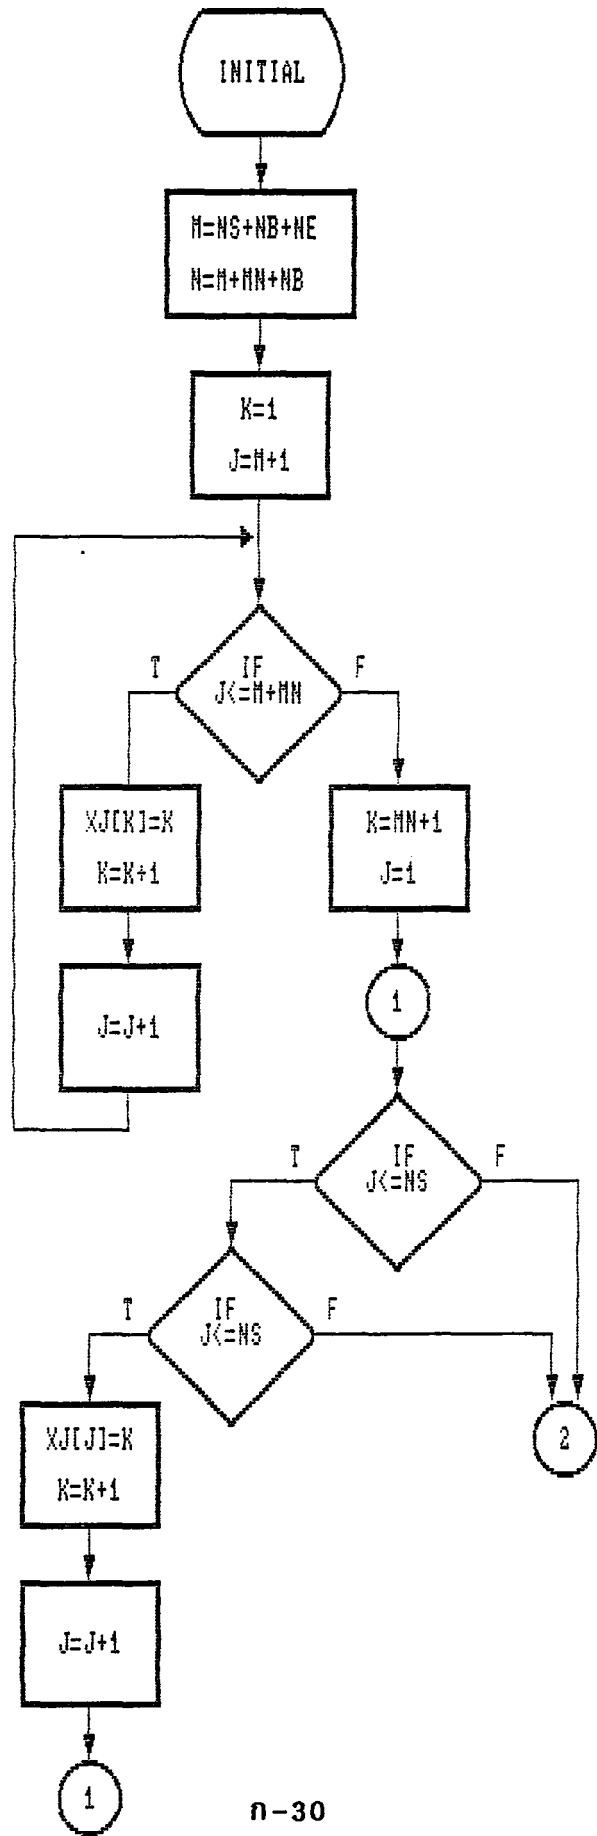 INITIAL
M=NS+NB+NE
N=M+MN+NB
K=1
J=M+1
T
IF
J<=M+MN
F
XJ[K]=K
K=K+1
K=MN+1
J=1
J=J+1
1
T
IF
J<=NS
F
T
IF
J<=NS
F
XJ[J]=K
K=K+1
2
J=J+1
1
ก-30